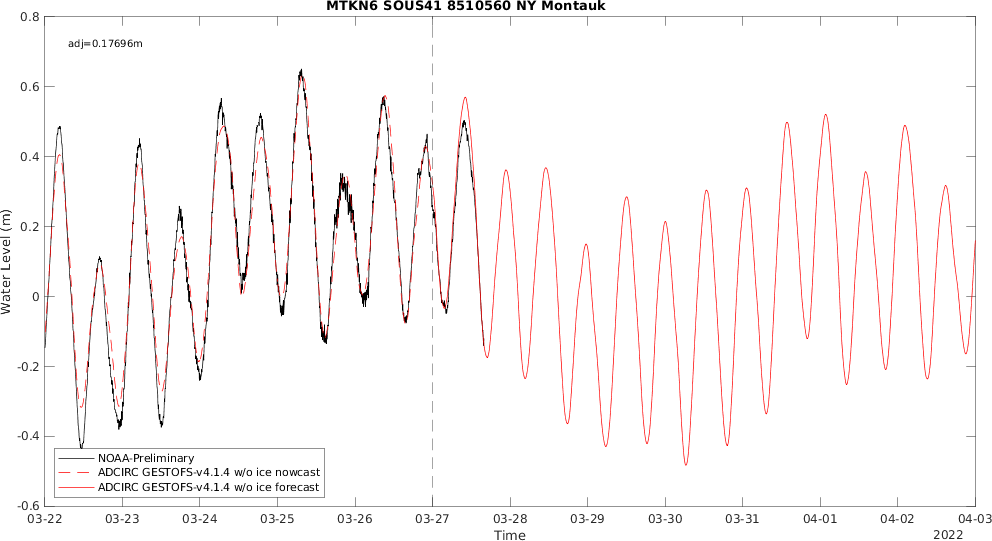 MTKN6 SOUS41 8510560 NY Montauk
0.8
adj=0.17696m
0.6
0.4
0.2
0
-0.2
-0.4
-0.6
Water Level (m)
NOAA-Preliminary
ADCIRC GESTOFS-v4.1.4 w/o ice nowcast
ADCIRC GESTOFS-v4.1.4 w/o ice forecast
03-22 03-23 03-24 03-25 03-26 03-27 03-28 03-29 03-30 03-31 04-01 04-02 04-03
Time
2022